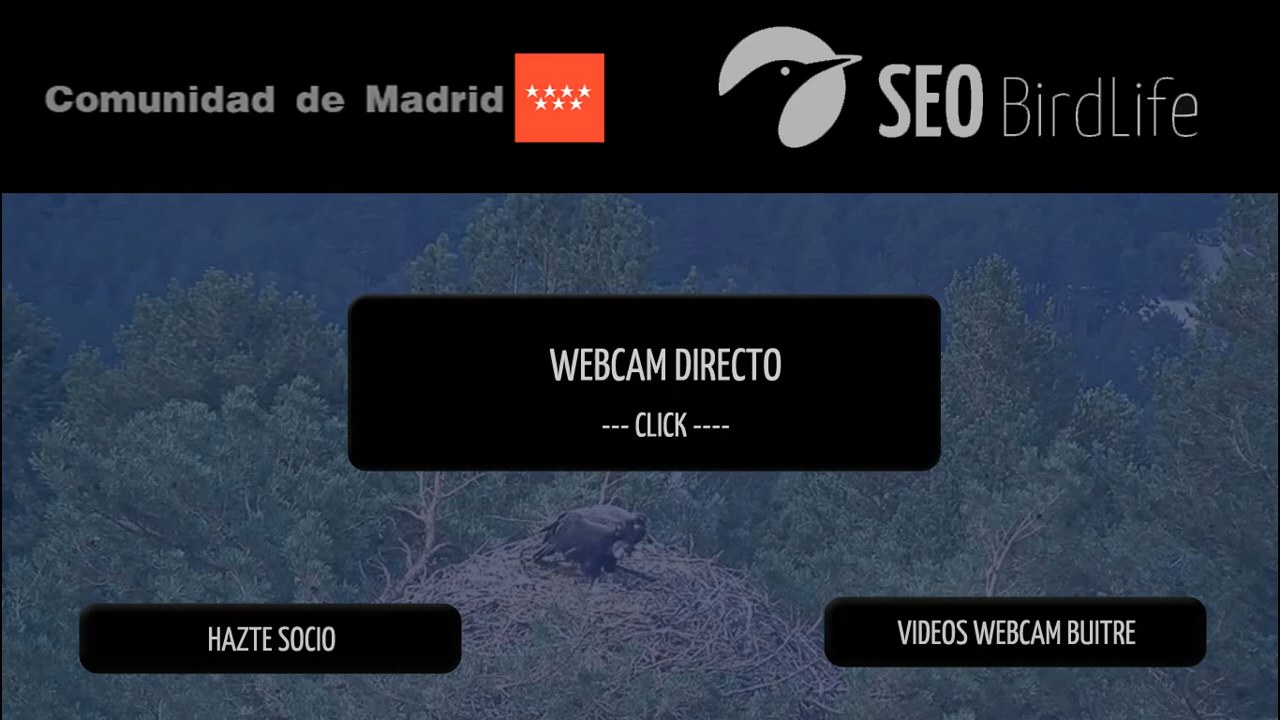 Comunidad de Madrid
SEO BirdLife
WEBCAM DIRECTO
--- CLICK ----
HAZTE SOCIO
VIDEOS WEBCAM BUITRE